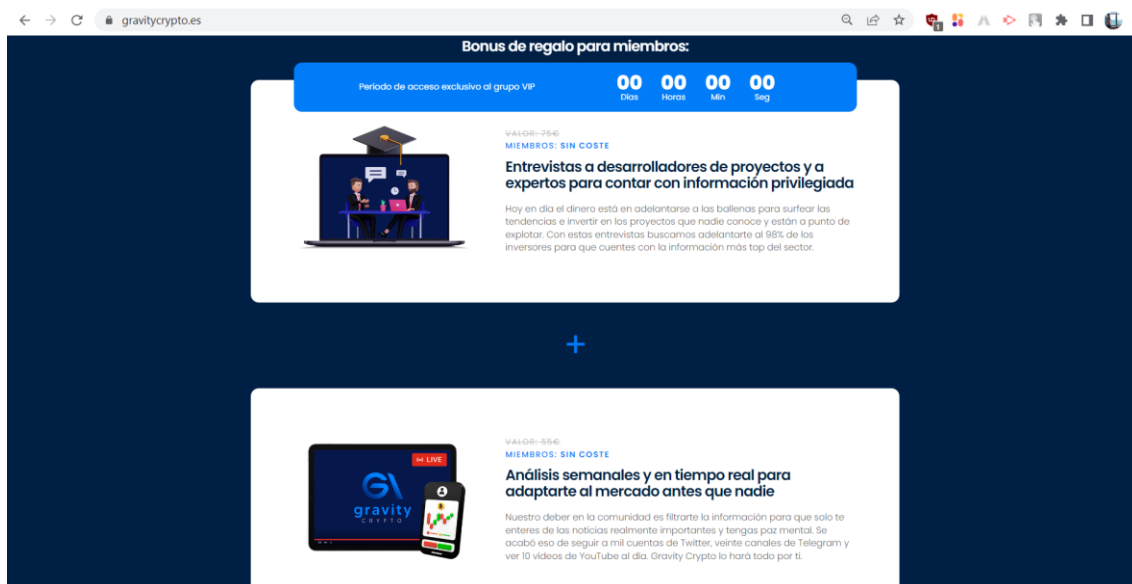 gravitycrypto.es
Bonus de regalo para miembros:
Periodo de acceso exclusivo al grupo VIP
00 00 00 00
Días Horas Min Seg
VALOR: 75€
MIEMBROS: SIN COSTE
Entrevistas a desarrolladores de proyectos y a
expertos para contar con información privilegiada
Hoy en día el dinero está en adelantarse a las ballenas para surfear las
tendencias e invertir en los proyectos que nadie conoce y están a punto de
explotar. Con estas entrevistas buscamos adelantarte al 98% de los
inversores para que cuentes con la información más top del sector.
+
VALOR: 55€
MIEMBROS: SIN COSTE
LIVE
gravity
CRYPTO
Análisis semanales y en tiempo real para
adaptarte al mercado antes que nadie
Nuestro deber en la comunidad es filtrarte la información para que solo te
enteres de las noticias realmente importantes y tengas paz mental. Se
acabó eso de seguir a mil cuentas de Twitter, veinte canales de Telegram y
ver 10 vídeos de YouTube al día. Gravity Crypto lo hará todo por ti.